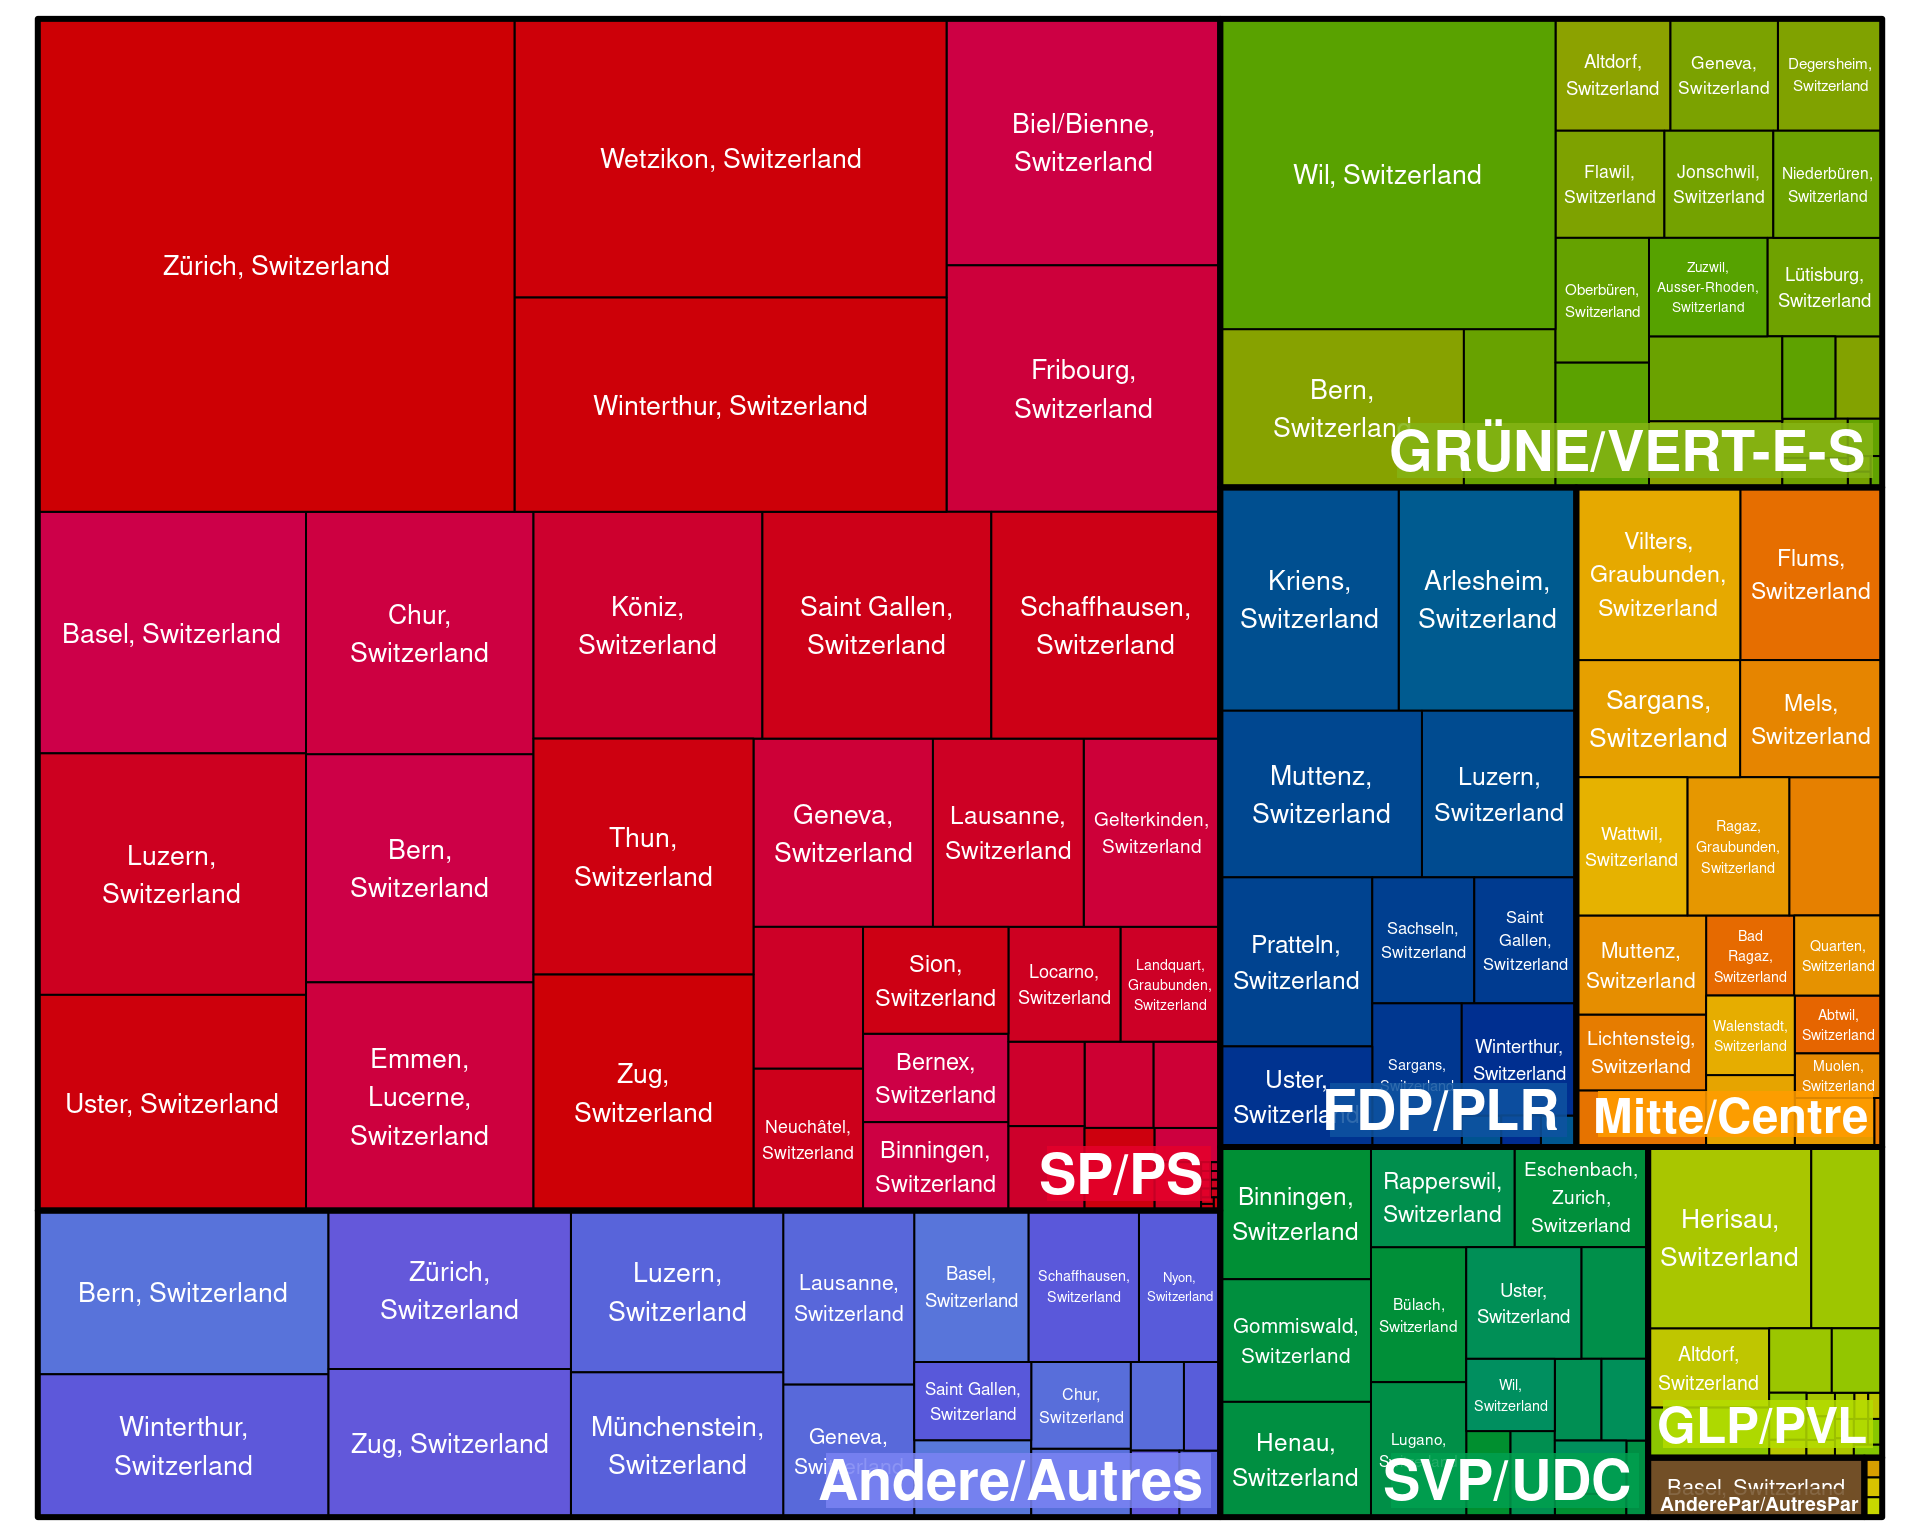 Zürich, Switzerland
Wetzikon, Switzerland
Winterthur, Switzerland
Biel/Bienne,
Switzerland
Fribourg,
Switzerland
Basel, Switzerland
Chur,
Switzerland
Köniz,
Switzerland
Saint Gallen,
Switzerland
Schaffhausen,
Switzerland
Luzern,
Switzerland
Bern,
Switzerland
Thun,
Switzerland
Geneva,
Switzerland
Lausanne,
Switzerland
Gelterkinden,
Switzerland
Uster, Switzerland
Emmen,
Lucerne,
Switzerland
Zug,
Switzerland
Sion,
Switzerland
Locarno,
Switzerland
Landquart,
Graubunden,
Switzerland
Bernex,
Switzerland
Neuchâtel,
Switzerland
Binningen,
Switzerland
SP/PS
Bern, Switzerland
Zürich,
Switzerland
Luzern,
Switzerland
Lausanne,
Switzerland
Basel,
Switzerland
Schaffhausen,
Switzerland
Nyon,
Switzerland
Winterthur,
Switzerland
Zug, Switzerland
Münchenstein,
Switzerland
Geneva,
Switzerland
Saint Gallen,
Switzerland
Chur,
Switzerland
Andere/Autres
Wil, Switzerland
Altdorf,
Switzerland
Geneva,
Switzerland
Degersheim,
Switzerland
Flawil,
Switzerland
Jonschwil,
Switzerland
Niederbüren,
Switzerland
Oberbüren,
Switzerland
Zuzwil,
Ausser-Rhoden,
Switzerland
Lütisburg,
Switzerland
Bern,
Switzerland
GRÜNE/VERT-E-S
Kriens,
Switzerland
Arlesheim,
Switzerland
Muttenz,
Switzerland
Luzern,
Switzerland
Pratteln,
Switzerland
Sachseln,
Switzerland
Saint
Gallen,
Switzerland
Uster,
Switzerland
Sargans,
Switzerland
Winterthur,
Switzerland
FDP/PLR
Vilters,
Graubunden,
Switzerland
Flums,
Switzerland
Sargans,
Switzerland
Mels,
Switzerland
Wattwil,
Switzerland
Ragaz,
Graubunden,
Switzerland
Muttenz,
Switzerland
Bad
Ragaz,
Switzerland
Quarten,
Switzerland
Lichtensteig,
Switzerland
Walenstadt,
Switzerland
Abtwil,
Switzerland
Muolen,
Switzerland
Mitte/Centre
Binningen,
Switzerland
Rapperswil,
Switzerland
Eschenbach,
Zurich,
Switzerland
Gommiswald,
Switzerland
Bülach,
Switzerland
Uster,
Switzerland
Wil,
Switzerland
Henau,
Switzerland
Lugano,
Switzerland
SVP/UDC
Herisau,
Switzerland
Altdorf,
Switzerland
GLP/PVL
Basel, Switzerland
AnderePar/AutresPar